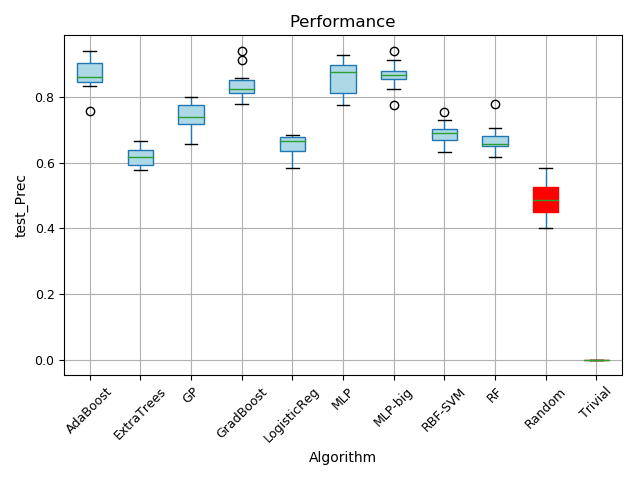 Performance
test_Prec
0.8
0.6
0.4
0.2
0.0
AdaBoost
ExtraTrees
GP
GradBoost
LogisticReg
MLP
MLP-big
RBF-SVM
RF
Random
Trivial
Algorithm